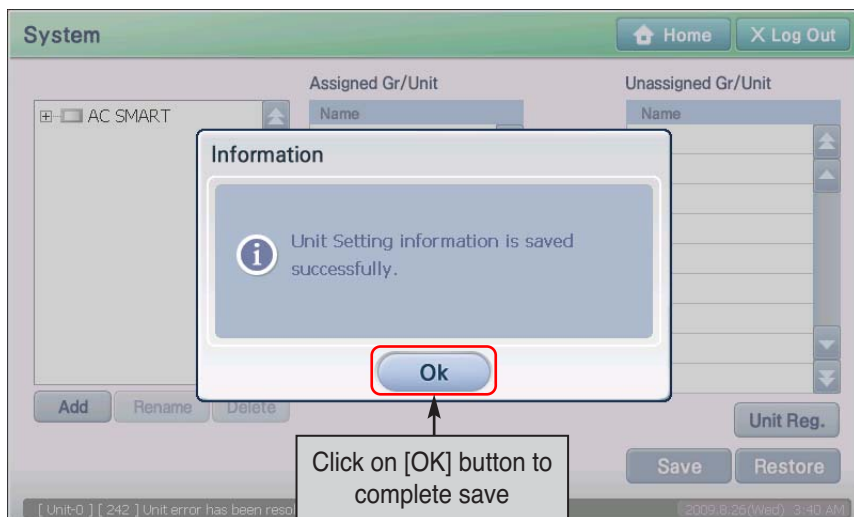 System
Home
X Log Out
Assigned Gr/Unit
Unassigned Gr/Unit
AC SMART
Name
Name
Information
Unit Setting information is saved
successfully.
Ok
Add
Rename
Delete
Unit Reg.
Click on [OK] button to
complete save
Save
Restore
[ Unit-0 ] [ 242 ] Unit error has been
2009.8.26(Wed) 3:40 AM